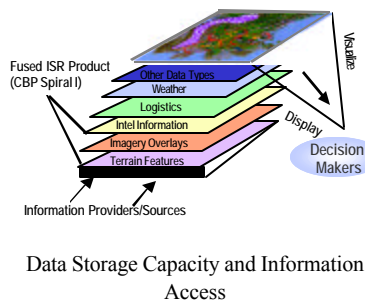 Visualize
Fused ISR Product
(CBP Spiral I)
Other Data Types
Weather
Logistics
Intel Information
Imagery Overlays
Terrain Features
Display
Decision
Makers
Information Providers/Sources
Data Storage Capacity and Information
Access